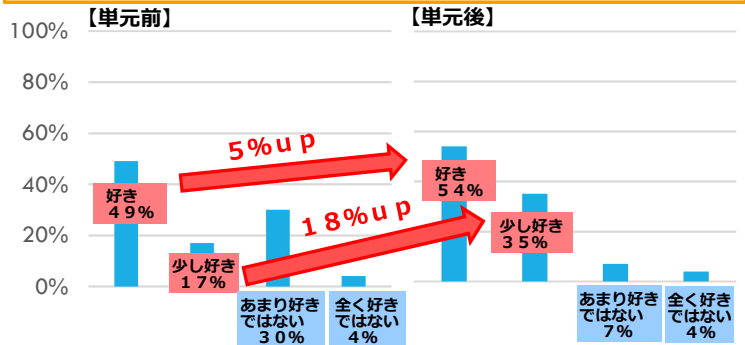 【単元前】
【単元後】
100%
80%
60%
40%
20%
0%
5%up
18%up
好き
49%
少し好き
17%
あまり好き
ではない
30%
全く好き
ではない
4%
好き
54%
少し好き
35%
あまり好き
ではない
7%
全く好き
ではない
4%